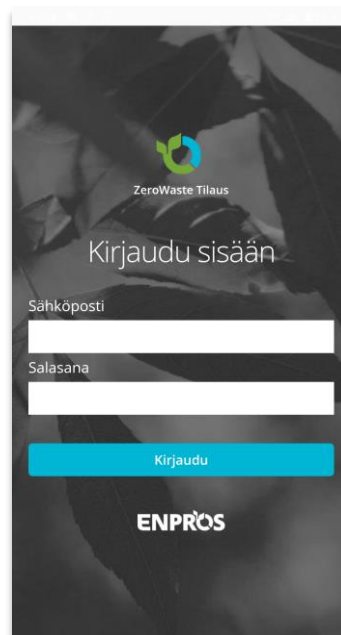 ZeroWaste Tilaus
Kirjaudu sisään
Sähköposti
Salasana
Kirjaudu
ENPROS